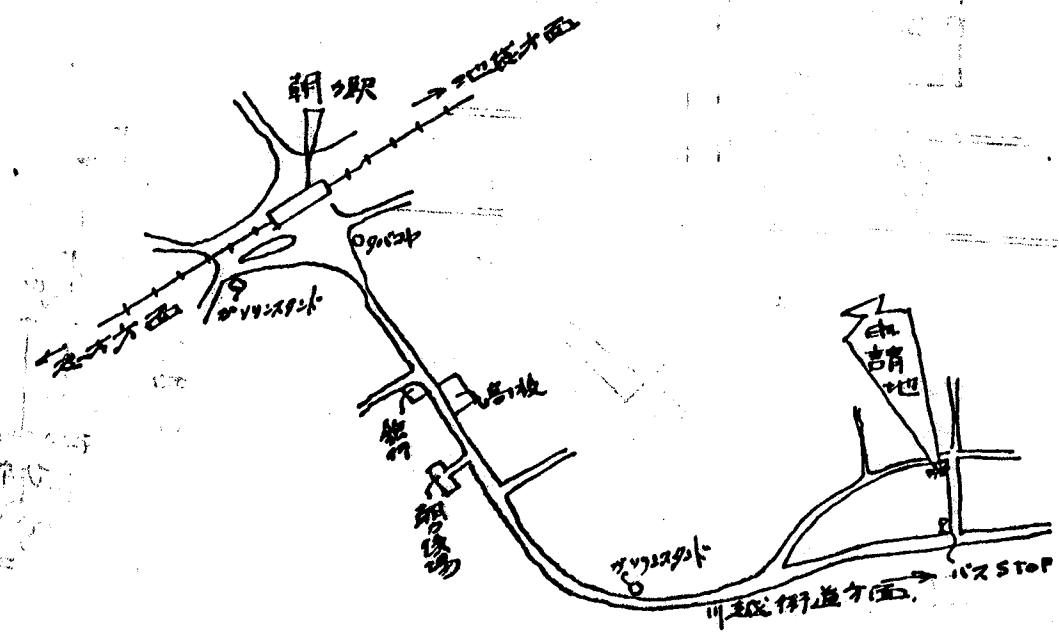 →池袋方面
朝 駅
タバコヤ
ガソリンスタンド
←志木方面
高校
銀行
役場
申請地
ガソリンスタンド
バスSTOP
川越街道方面→